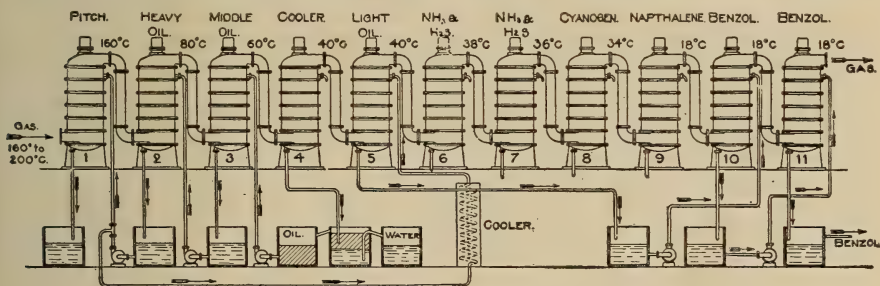 PITCH.
HEAVY OIL.
MIDDLE OIL.
COOLER.
LIGHT OIL.
NH3 & H2S.
NH3 & H2S
CYANOGEN.
NAPTHALENE.
BENZOL.
BENZOL.
160°C
80°C
60°C
40°C
40°C
38°C
36°C
34°C
18°C
18°C
18°C
GAS.
GAS.
160° to
200°C.
1
2
3
4
5
6
7
8
9
10
11
OIL.
WATER
COOLER.
BENZOL